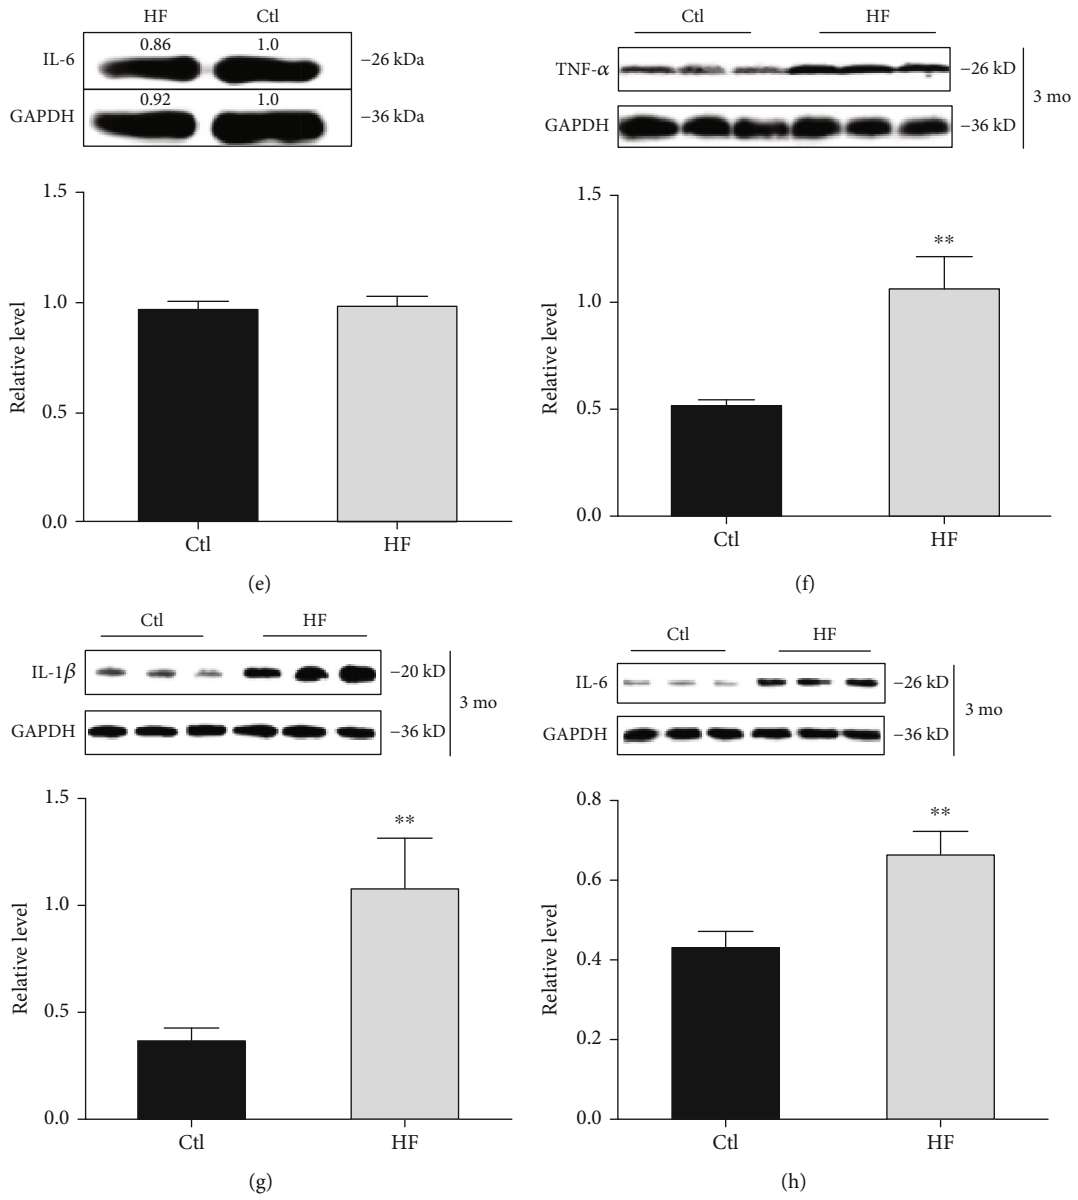 HF Ctl
IL-6 0.86 1.0 −26 kDa
GAPDH 0.92 1.0 −36 kDa
1.5
1.0
0.5
0.0
Relative level
Ctl HF
(e)
Ctl HF
TNF-α −26 kD
GAPDH −36 kD
3 mo
1.5
1.0
0.5
0.0
Relative level
**
Ctl HF
(f)
Ctl HF
IL-1β −20 kD
GAPDH −36 kD
3 mo
1.5
1.0
0.5
0.0
Relative level
**
Ctl HF
(g)
Ctl HF
IL-6 −26 kD
GAPDH −36 kD
3 mo
0.8
0.6
0.4
0.2
0.0
Relative level
**
Ctl HF
(h)